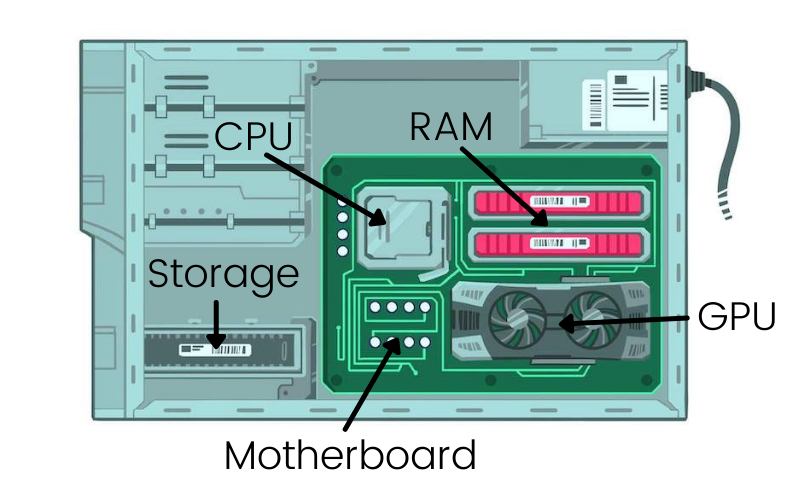 CPU
RAM
Storage
GPU
Motherboard